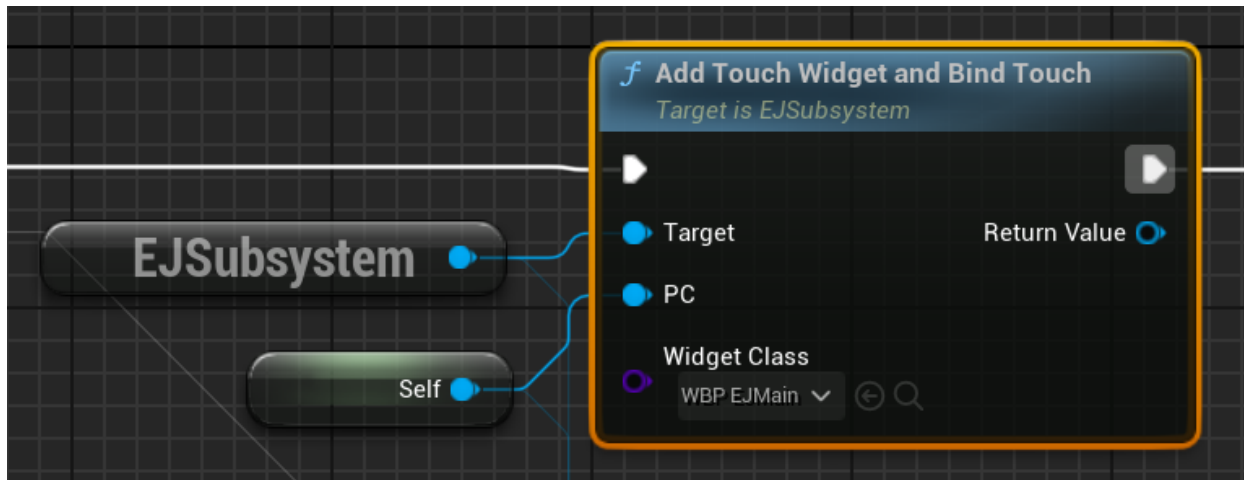 f Add Touch Widget and Bind Touch
Target is EJSubsystem
EJSubsystem
Target
Return Value
PC
Self
Widget Class
WBP EJMain